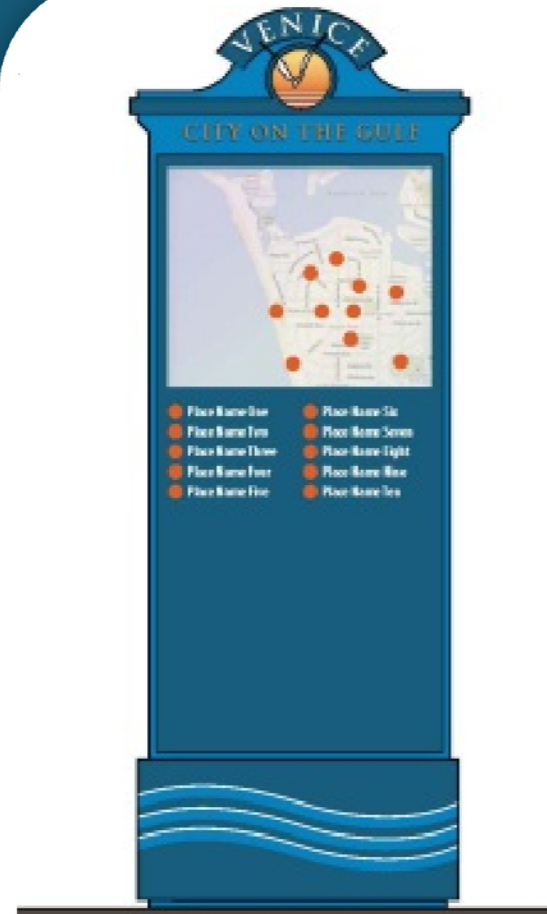 VENICE
CITY ON THE GULF
Place Name One
Place Name Two
Place Name Three
Place Name Four
Place Name Five
Place Name Six
Place Name Seven
Place Name Eight
Place Name Nine
Place Name Ten